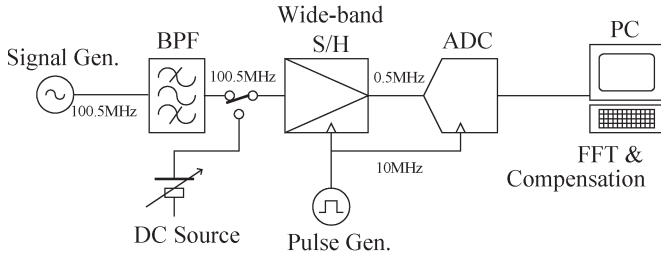 Wide-band
S/H
BPF
ADC
PC
Signal Gen.
100.5MHz
100.5MHz
0.5MHz
10MHz
FFT &
Compensation
DC Source
Pulse Gen.